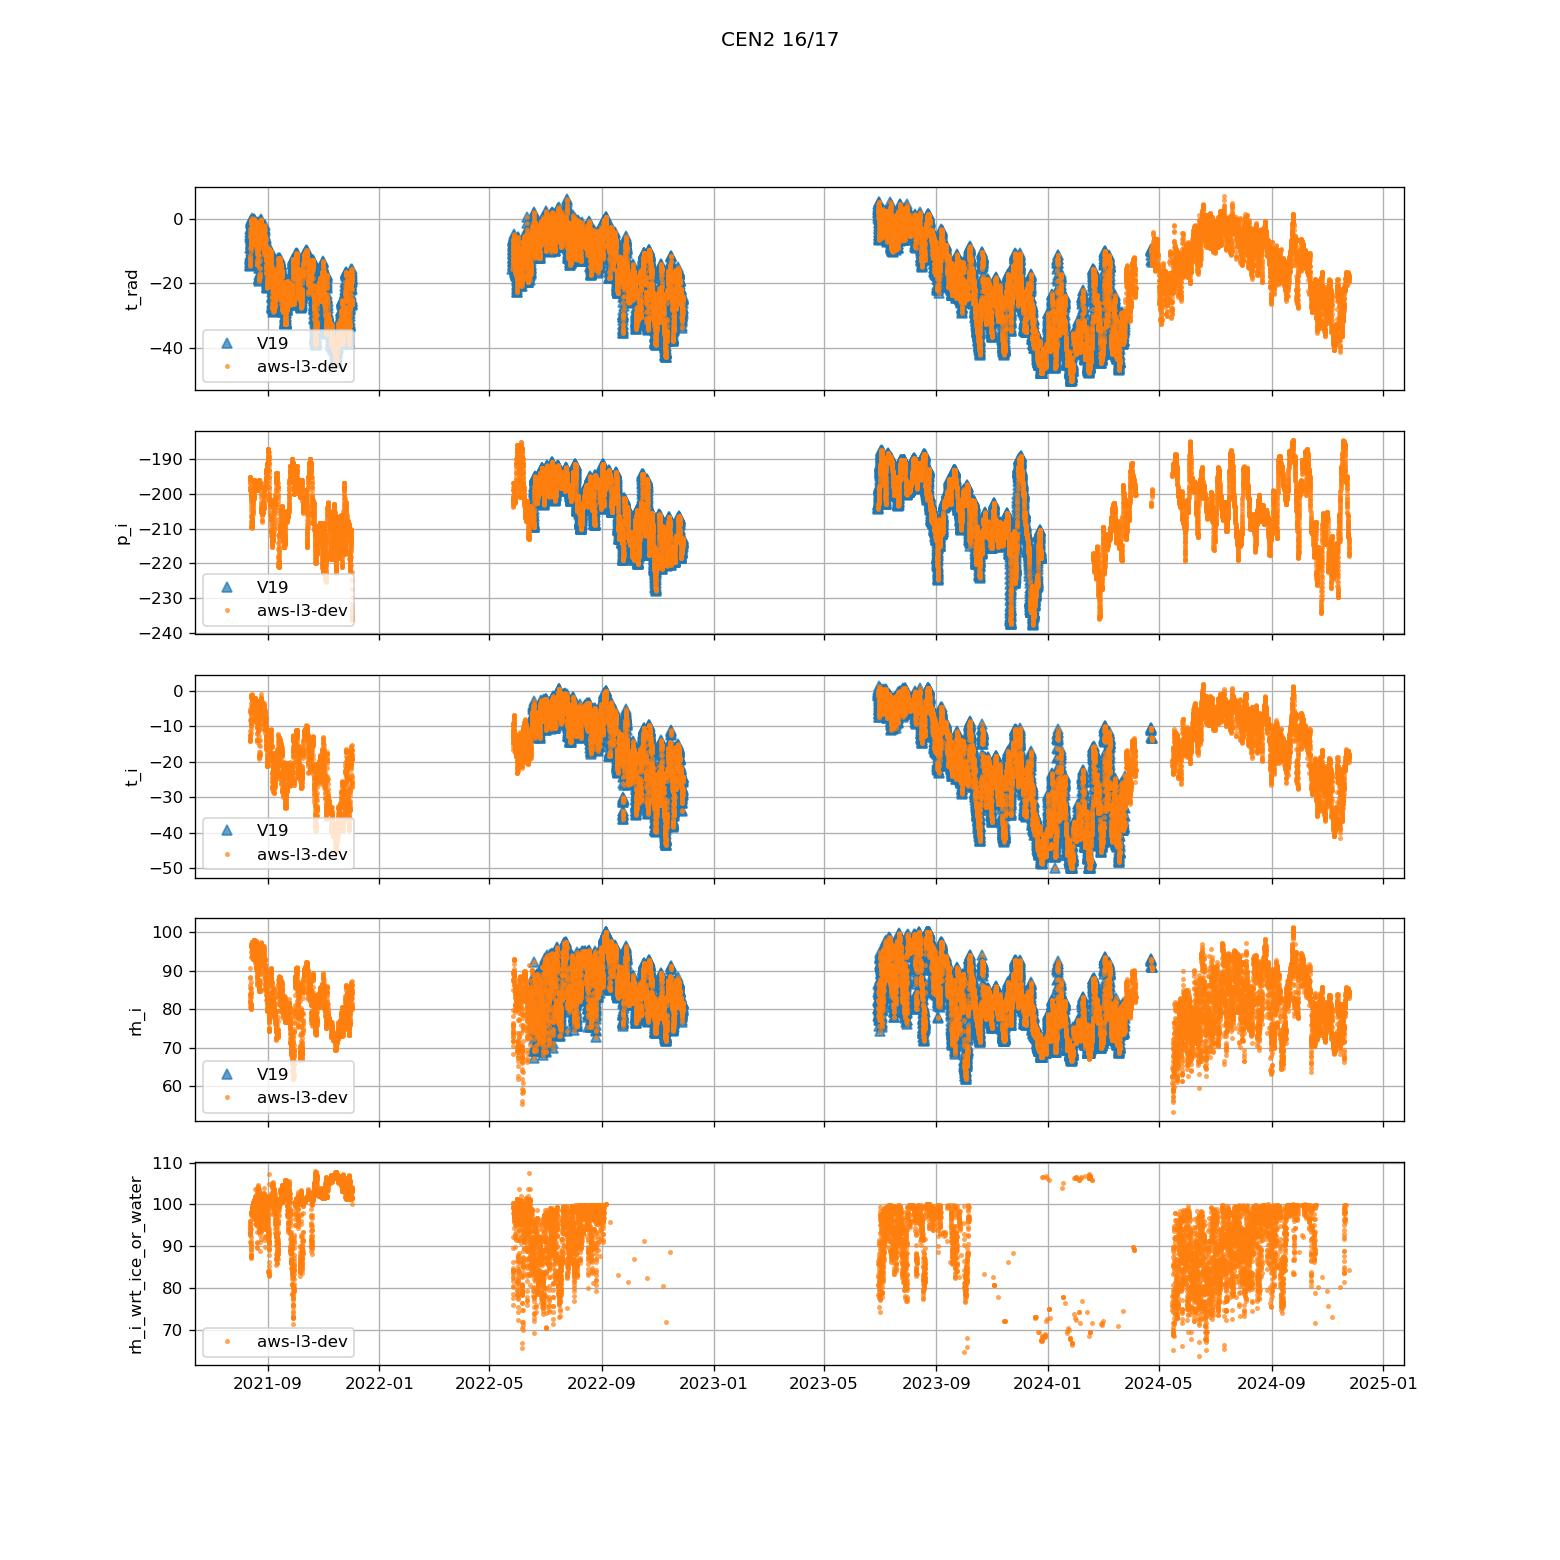 CEN2 16/17
t_rad
0
−20
−40
V19
aws-l3-dev
p_i
−190
−200
−210
−220
−230
−240
V19
aws-l3-dev
t_i
0
−10
−20
−30
−40
−50
V19
aws-l3-dev
rh_i
100
90
80
70
60
V19
aws-l3-dev
rh_i_wrt_ice_or_water
110
100
90
80
70
aws-l3-dev
2021-09 2022-01 2022-05 2022-09 2023-01 2023-05 2023-09 2024-01 2024-05 2024-09 2025-01